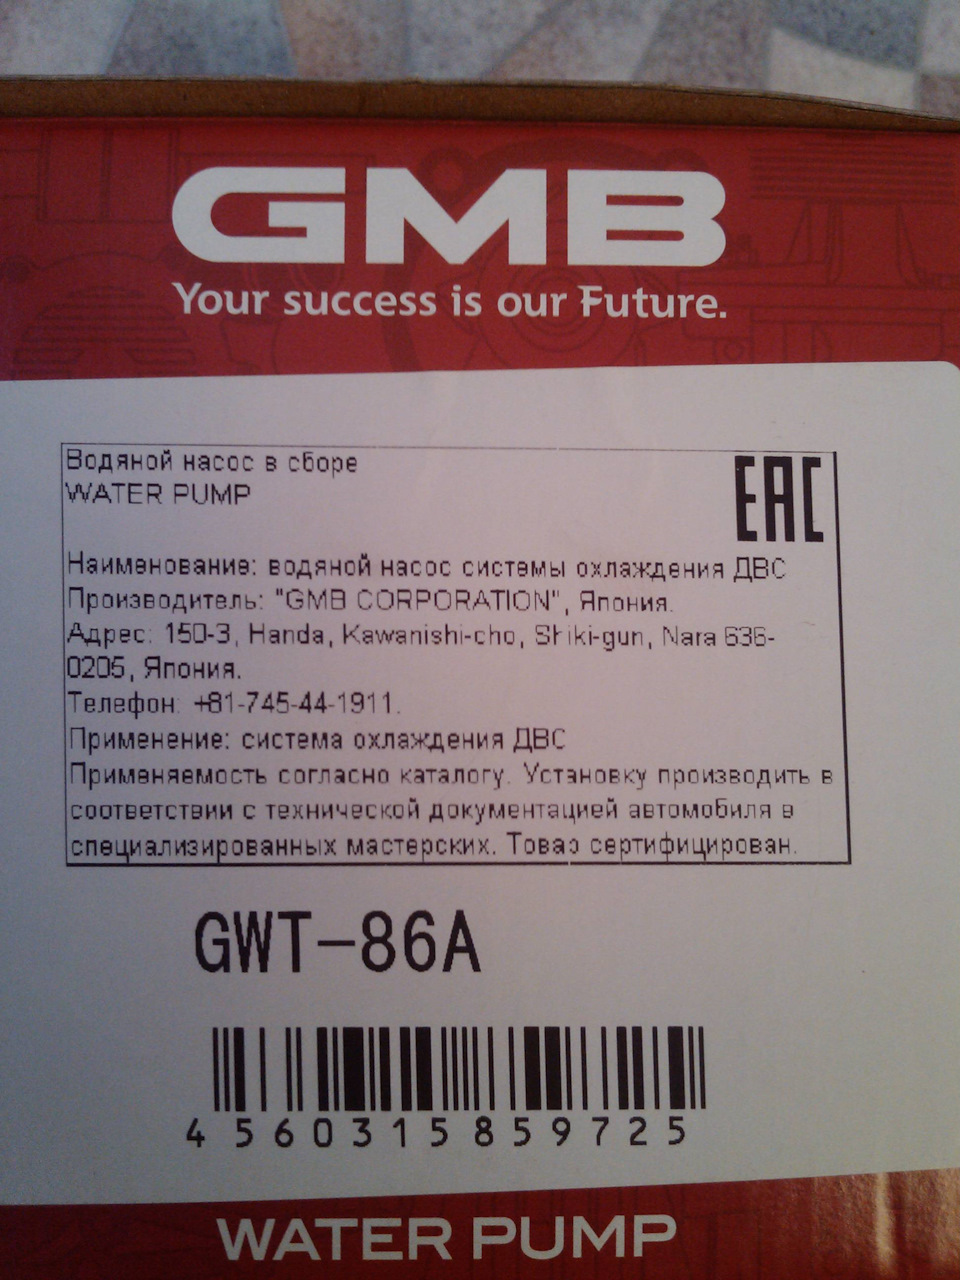 GMB
Your success is our Future.
Водяной насос в сборе
WATER PUMP
EAC
Наименование: водяной насос системы охлаждения ДВС
Производитель: "GMB CORPORATION", Япония.
Адрес: 150-3, Handa, Kawanishi-cho, Shiki-gun, Nara 636-
0205, Япония.
Телефон: +81-745-44-1911.
Применение: система охлаждения ДВС
Применяемость согласно каталогу. Установку производить в
соответствии с технической документацией автомобиля в
специализированных мастерских. Товар сертифицирован.
GWT-86A
4560315859725
WATER PUMP